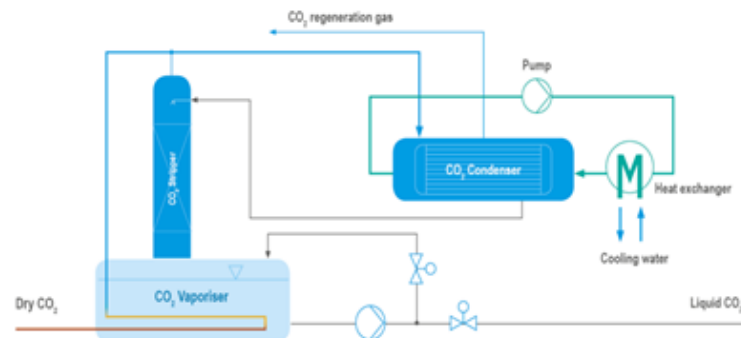 CO₂ regeneration gas
Pump
CO₂ Stripper
CO₂ Condenser
Heat exchanger
Cooling water
CO₂ Vaporiser
Dry CO₂
Liquid CO₂